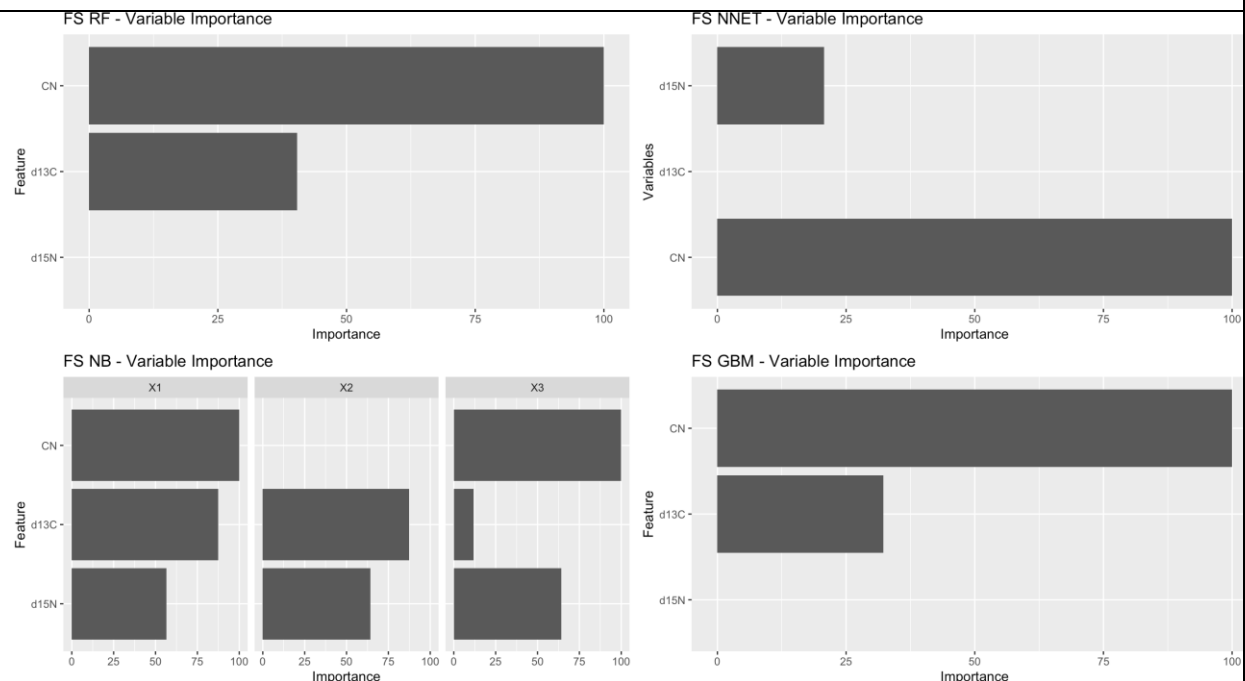 FS RF - Variable Importance
Feature
CN
d13C
d15N
0 25 50 75 100
Importance
FS NNET - Variable Importance
Variables
d15N
d13C
CN
0 25 50 75 100
Importance
FS NB - Variable Importance
X1 X2 X3
Feature
CN
d13C
d15N
0 25 50 75 100 0 25 50 75 100 0 25 50 75 100
Importance Importance Importance
FS GBM - Variable Importance
Feature
CN
d13C
d15N
0 25 50 75 100
Importance